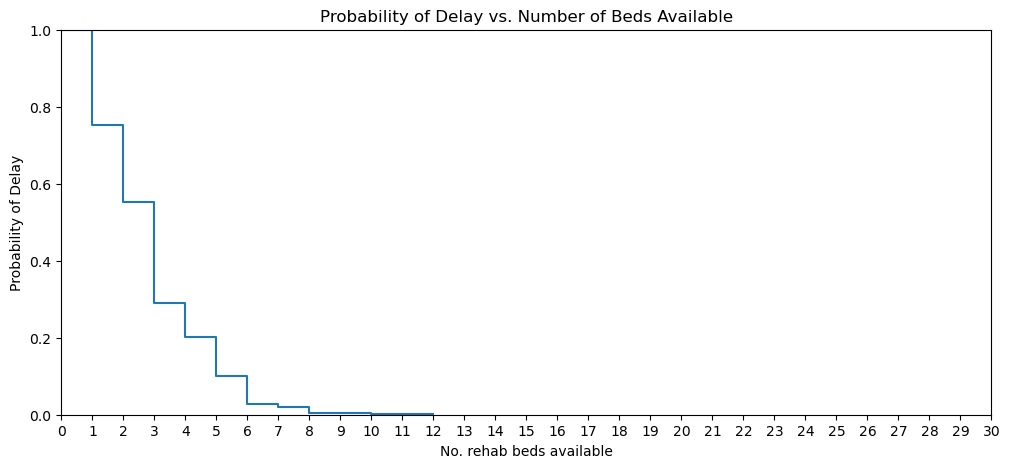 Probability of Delay vs. Number of Beds Available
1.0
0.8
0.6
0.4
0.2
0.0
Probability of Delay
0 1 2 3 4 5 6 7 8 9 10 11 12 13 14 15 16 17 18 19 20 21 22 23 24 25 26 27 28 29 30
No. rehab beds available